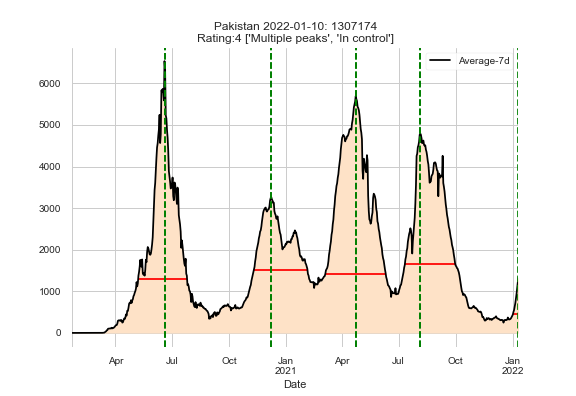 Pakistan 2022-01-10: 1307174
Rating:4 ['Multiple peaks', 'In control']
Average-7d
6000
5000
4000
3000
2000
1000
0
Apr Jul Oct Jan Apr Jul Oct Jan
2021 2022
Date